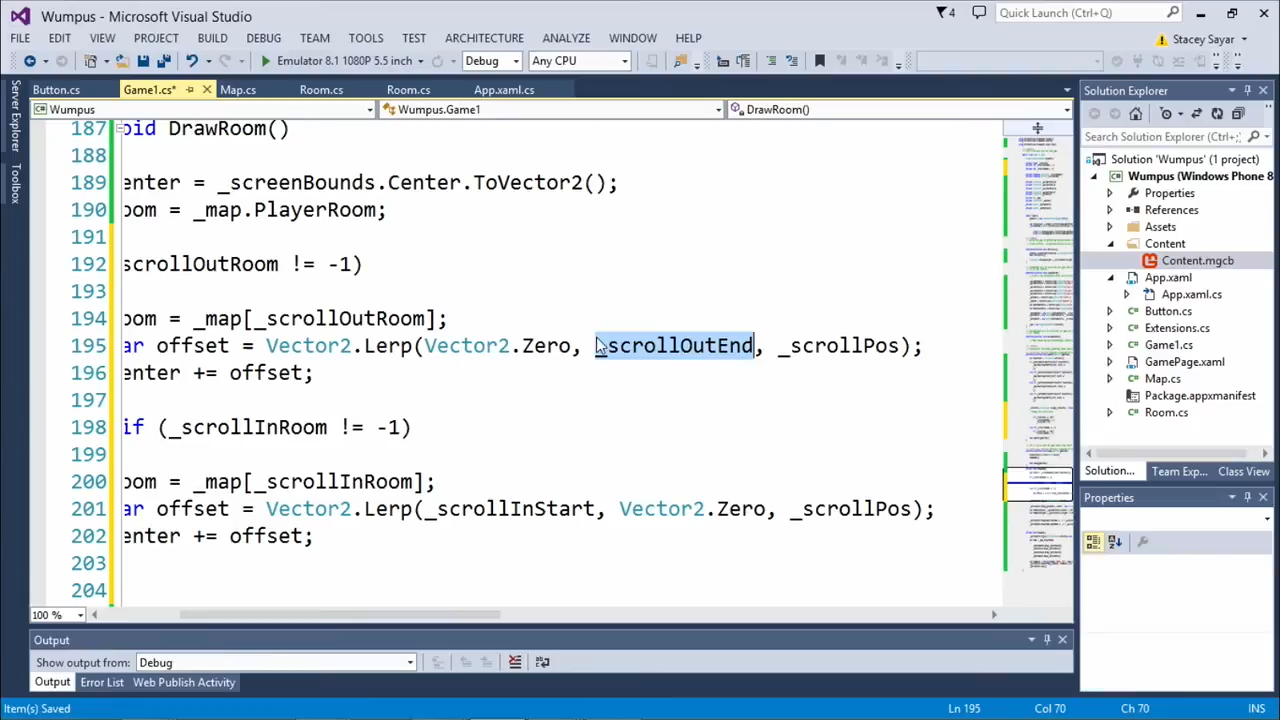 Wumpus - Microsoft Visual Studio
4
Quick Launch (Ctrl+Q)
FILE EDIT VIEW PROJECT BUILD DEBUG TEAM TOOLS TEST ARCHITECTURE ANALYZE WINDOW HELP
Stacey Sayar
Emulator 8.1 1080P 5.5 inch
Debug
Any CPU
Server Explorer
Toolbox
Button.cs
Game1.cs*
Map.cs
Room.cs
Room.cs
App.xaml.cs
Wumpus
Wumpus.Game1
DrawRoom()
187 oid DrawRoom()
188
189 enter = _screenBounds.Center.ToVector2();
190 oom = _map.PlayerRoom;
191
192 scrollOutRoom != -1)
193
194 oom = _map[_scrollOutRoom];
195 ar offset = Vector2.Lerp(Vector2.Zero, _scrollOutEnd, _scrollPos);
196 enter += offset;
197
198 if (_scrollInRoom = -1)
199
200 oom = _map[_scrollInRoom];
201 ar offset = Vector2.Lerp(_scrollInStart, Vector2.Zero, _scrollPos);
202 enter += offset;
203
204
100 %
Solution Explorer
Search Solution Explorer (Ctrl+;)
Solution 'Wumpus' (1 project)
Wumpus (Windows Phone 8
Properties
References
Assets
Content
Content.mgcb
App.xaml
App.xaml.cs
Button.cs
Extensions.cs
Game1.cs
Map.cs
Package.appxmanifest
Room.cs
Solution... Team Exp... Class View
Properties
Output
Show output from: Debug
Output Error List Web Publish Activity
Item(s) Saved
Ln 195 Col 70 Ch 70 INS